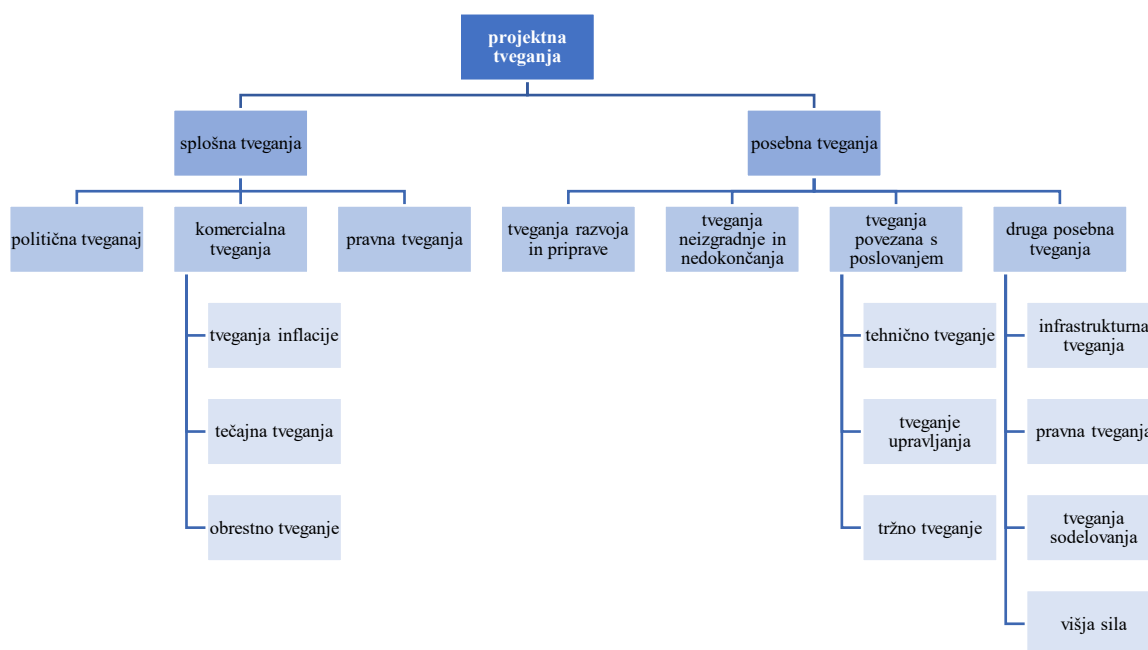 projektna
tveganja
splošna tveganja
posebna tveganja
politična tveganaj
komercialna
tveganja
pravna tveganja
tveganja razvoja
in priprave
tveganja
neizgradnje in
nedokončanja
tveganja
povezana s
poslovanjem
druga posebna
tveganja
tveganja inflacije
tečajna tveganja
obrestno tveganje
tehnično tveganje
tveganje
upravljanja
tržno tveganje
infrastrukturna
tveganja
pravna tveganja
tveganja
sodelovanja
višja sila